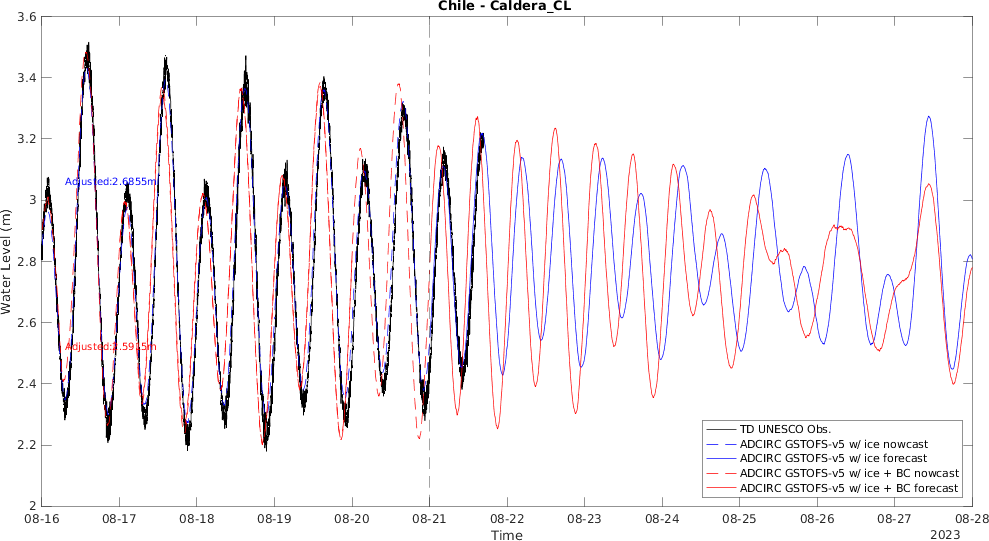 Chile - Caldera_CL
3.6
3.4
3.2
3
2.8
2.6
2.4
2.2
2
Water Level (m)
Adjusted:2.6855m
TD UNESCO Obs.
ADCIRC GSTOFS-v5 w/ ice nowcast
ADCIRC GSTOFS-v5 w/ ice forecast
ADCIRC GSTOFS-v5 w/ ice + BC nowcast
ADCIRC GSTOFS-v5 w/ ice + BC forecast
08-16 08-17 08-18 08-19 08-20 08-21 08-22 08-23 08-24 08-25 08-26 08-27 08-28
Time
2023